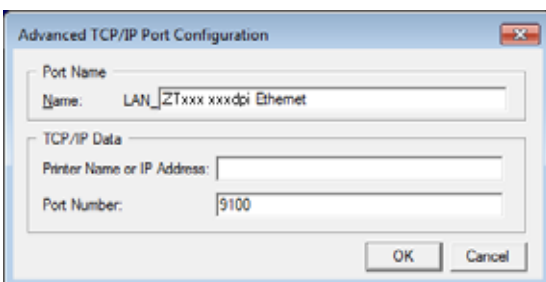 Advanced TCP/IP Port Configuration
Port Name
Name: LAN_ZTxxx xxxdpi Ethernet
TCP/IP Data
Printer Name or IP Address:
Port Number: 9100
OK Cancel